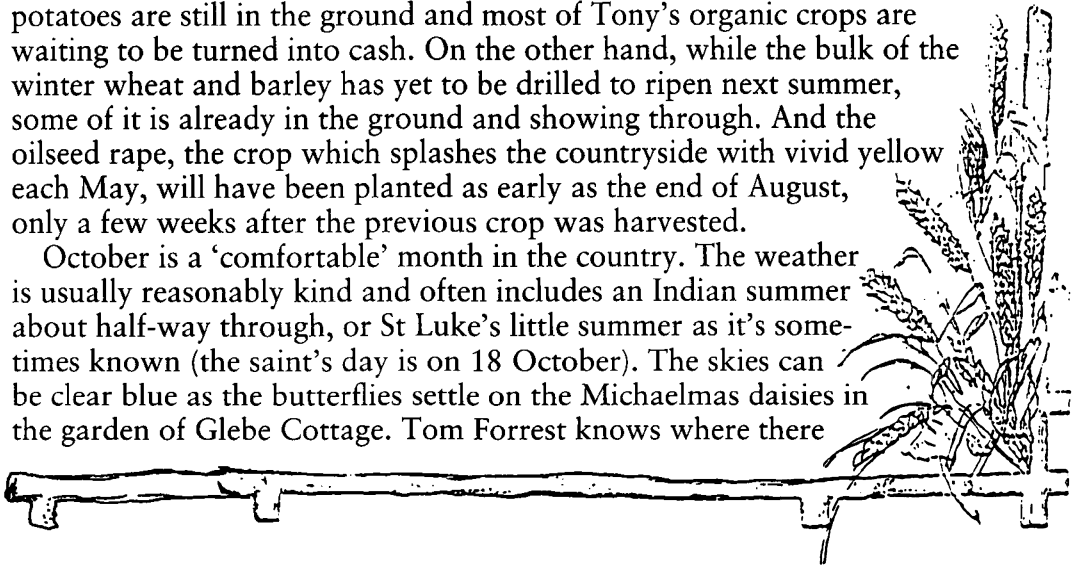 potatoes are still in the ground and most of Tony’s organic crops are
waiting to be turned into cash. On the other hand, while the bulk of the
winter wheat and barley has yet to be drilled to ripen next summer,
some of it is already in the ground and showing through. And the
oilseed rape, the crop which splashes the countryside with vivid yellow
each May, will have been planted as early as the end of August,
only a few weeks after the previous crop was harvested.
October is a ‘comfortable’ month in the country. The weather
is usually reasonably kind and often includes an Indian summer
about half-way through, or St Luke’s little summer as it’s some-
times known (the saint’s day is on 18 October). The skies can
be clear blue as the butterflies settle on the Michaelmas daisies in
the garden of Glebe Cottage. Tom Forrest knows where there